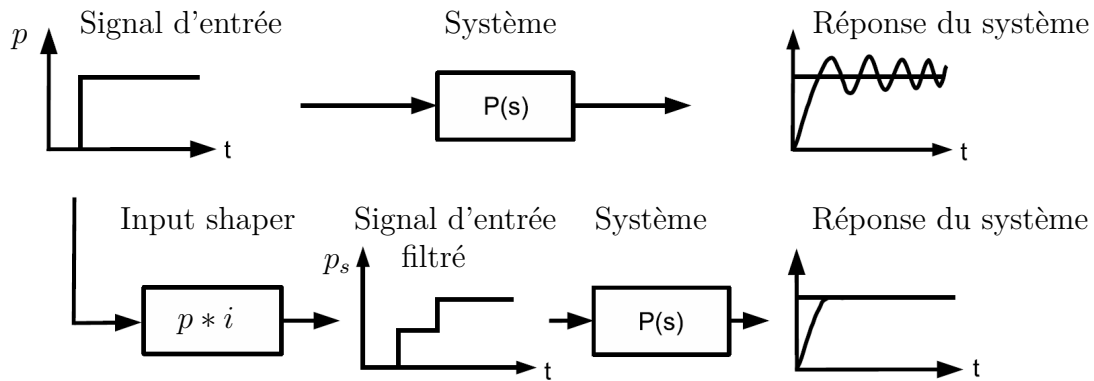 Signal d'entrée Système Réponse du système
p
P(s)
t t
Input shaper Signal d'entrée filtré Système Réponse du système
p_s
p * i P(s)
t t